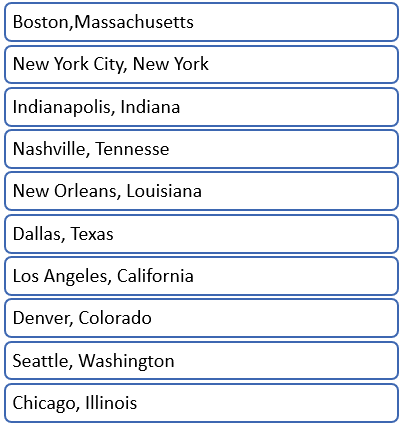 Boston,Massachusetts
New York City, New York
Indianapolis, Indiana
Nashville, Tennesse
New Orleans, Louisiana
Dallas, Texas
Los Angeles, California
Denver, Colorado
Seattle, Washington
Chicago, Illinois